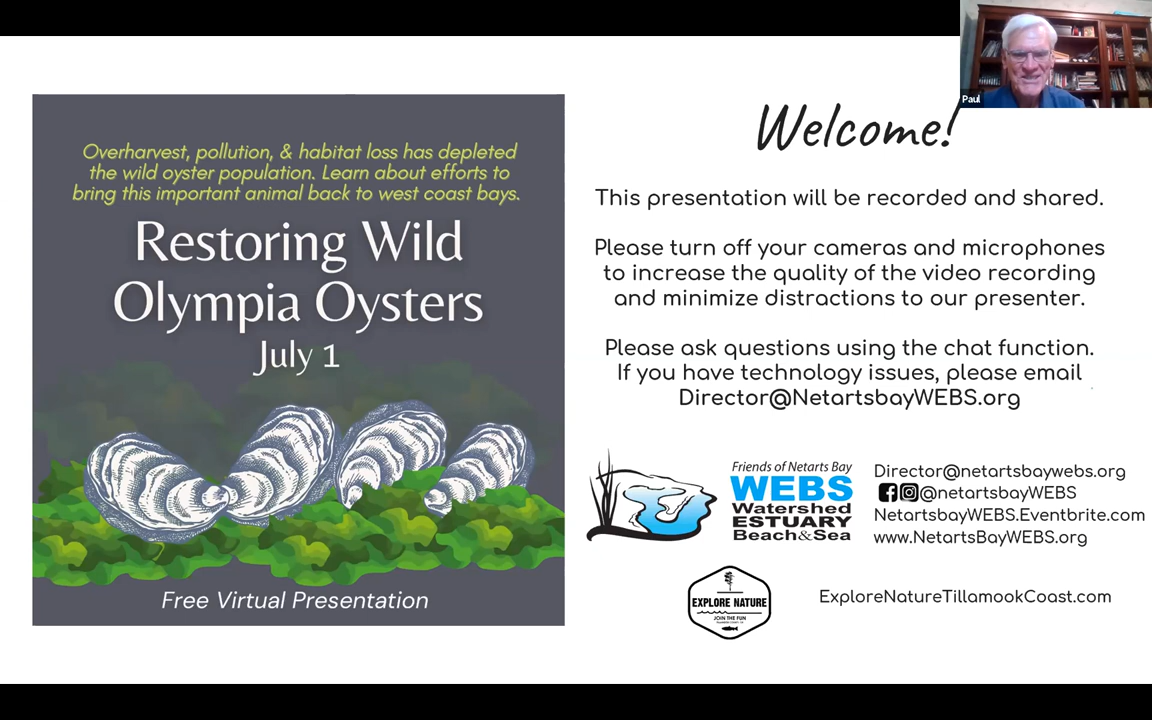 Paul
Overharvest, pollution, & habitat loss has depleted
the wild oyster population. Learn about efforts to
bring this important animal back to west coast bays.
Restoring Wild
Olympia Oysters
July 1
Free Virtual Presentation
Welcome!
This presentation will be recorded and shared.
Please turn off your cameras and microphones
to increase the quality of the video recording
and minimize distractions to our presenter.
Please ask questions using the chat function.
If you have technology issues, please email
Director@NetartsbayWEBS.org
Friends of Netarts Bay
WEBS
Watershed
ESTUARY
Beach&Sea
Director@netartsbaywebs.org
@netartsbayWEBS
NetartsbayWEBS.Eventbrite.com
www.NetartsBayWEBS.org
EXPLORE NATURE
JOIN THE FUN
ExploreNatureTillamookCoast.com